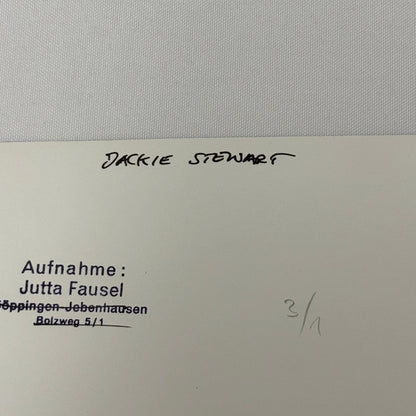 JACKIE STEWART
Aufnahme:
Jutta Fausel
Göppingen-Jebenhausen
Bolzweg 5/1
3/1